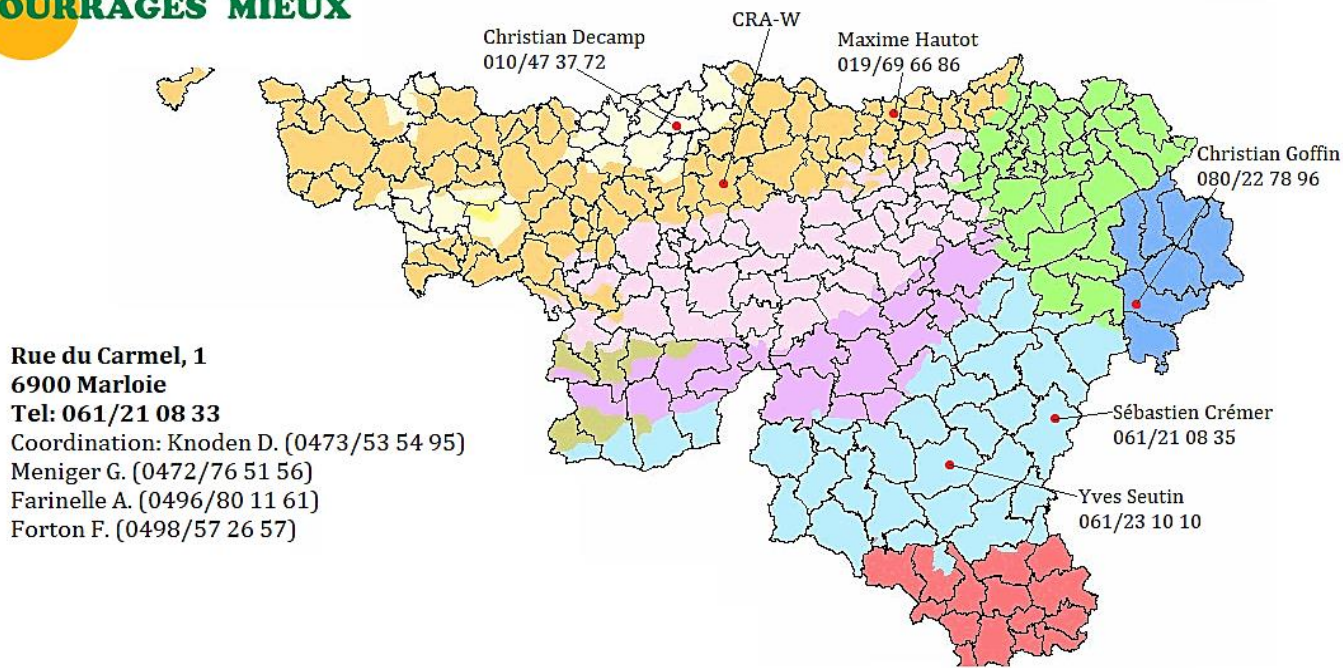 OURRAGES MIEUX
CRA-W
Christian Decamp
010/47 37 72
Maxime Hautot
019/69 66 86
Christian Goffin
080/22 78 96
Rue du Carmel, 1
6900 Marloie
Tel: 061/21 08 33
Coordination: Knoden D. (0473/53 54 95)
Meniger G. (0472/76 51 56)
Farinelle A. (0496/80 11 61)
Forton F. (0498/57 26 57)
Sébastien Crémer
061/21 08 35
Yves Seutin
061/23 10 10